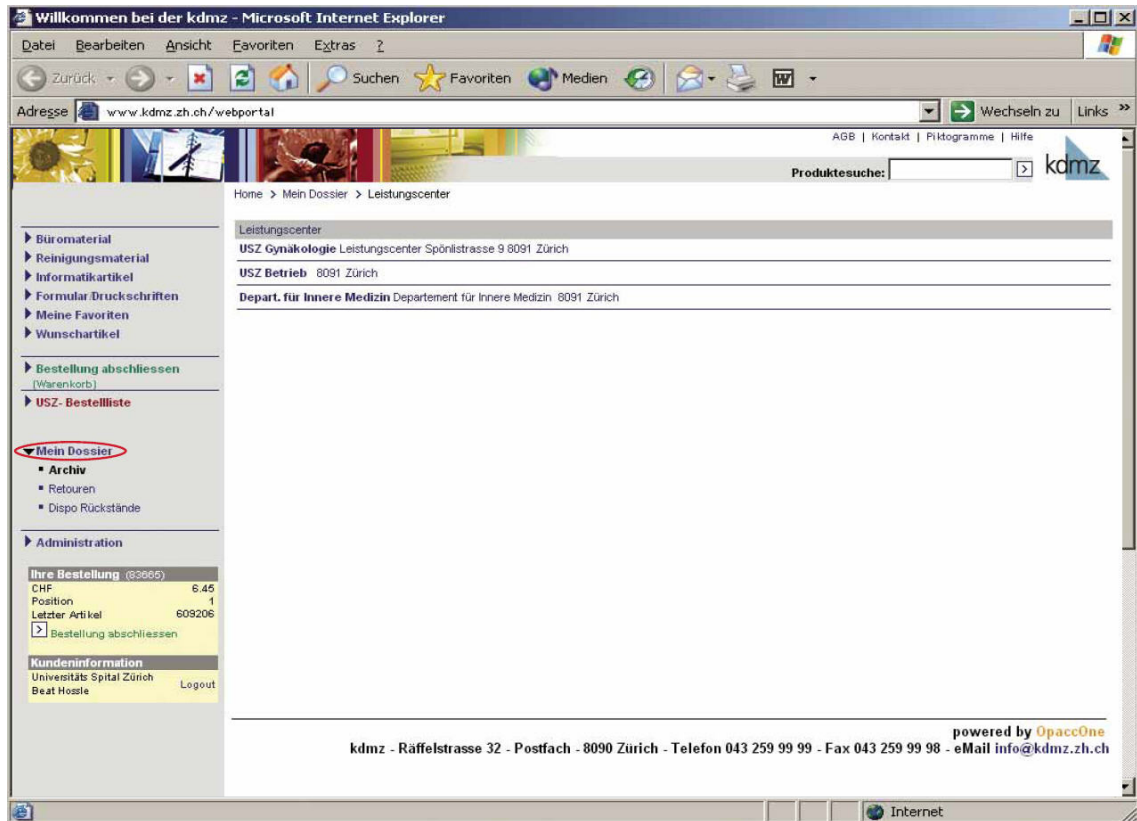 Willkommen bei der kdmz - Microsoft Internet Explorer
Datei Bearbeiten Ansicht Favoriten Extras ?
Zurück Suchen Favoriten Medien
Adresse www.kdmz.zh.ch/webportal Wechseln zu Links »
AGB | Kontakt | Piktogramme | Hilfe
Produktesuche: kdmz
Home > Mein Dossier > Leistungscenter
Leistungscenter
USZ Gynäkologie Leistungscenter Spönlistrasse 9 8091 Zürich
USZ Betrieb 8091 Zürich
Depart. für Innere Medizin Departement für Innere Medizin 8091 Zürich
Büromaterial
Reinigungsmaterial
Informatikartikel
Formular/Druckschriften
Meine Favoriten
Wunschartikel
Bestellung abschliessen
(Warenkorb)
USZ- Bestellliste
Mein Dossier
Archiv
Retouren
Dispo Rückstände
Administration
Ihre Bestellung (83665)
CHF 6.45
Position 1
Letzter Artikel 609206
Bestellung abschliessen
Kundeninformation
Universitäts Spital Zürich
Beat Hossle Logout
powered by OpaccOne
kdmz - Räffelstrasse 32 - Postfach - 8090 Zürich - Telefon 043 259 99 99 - Fax 043 259 99 98 - eMail info@kdmz.zh.ch
Internet